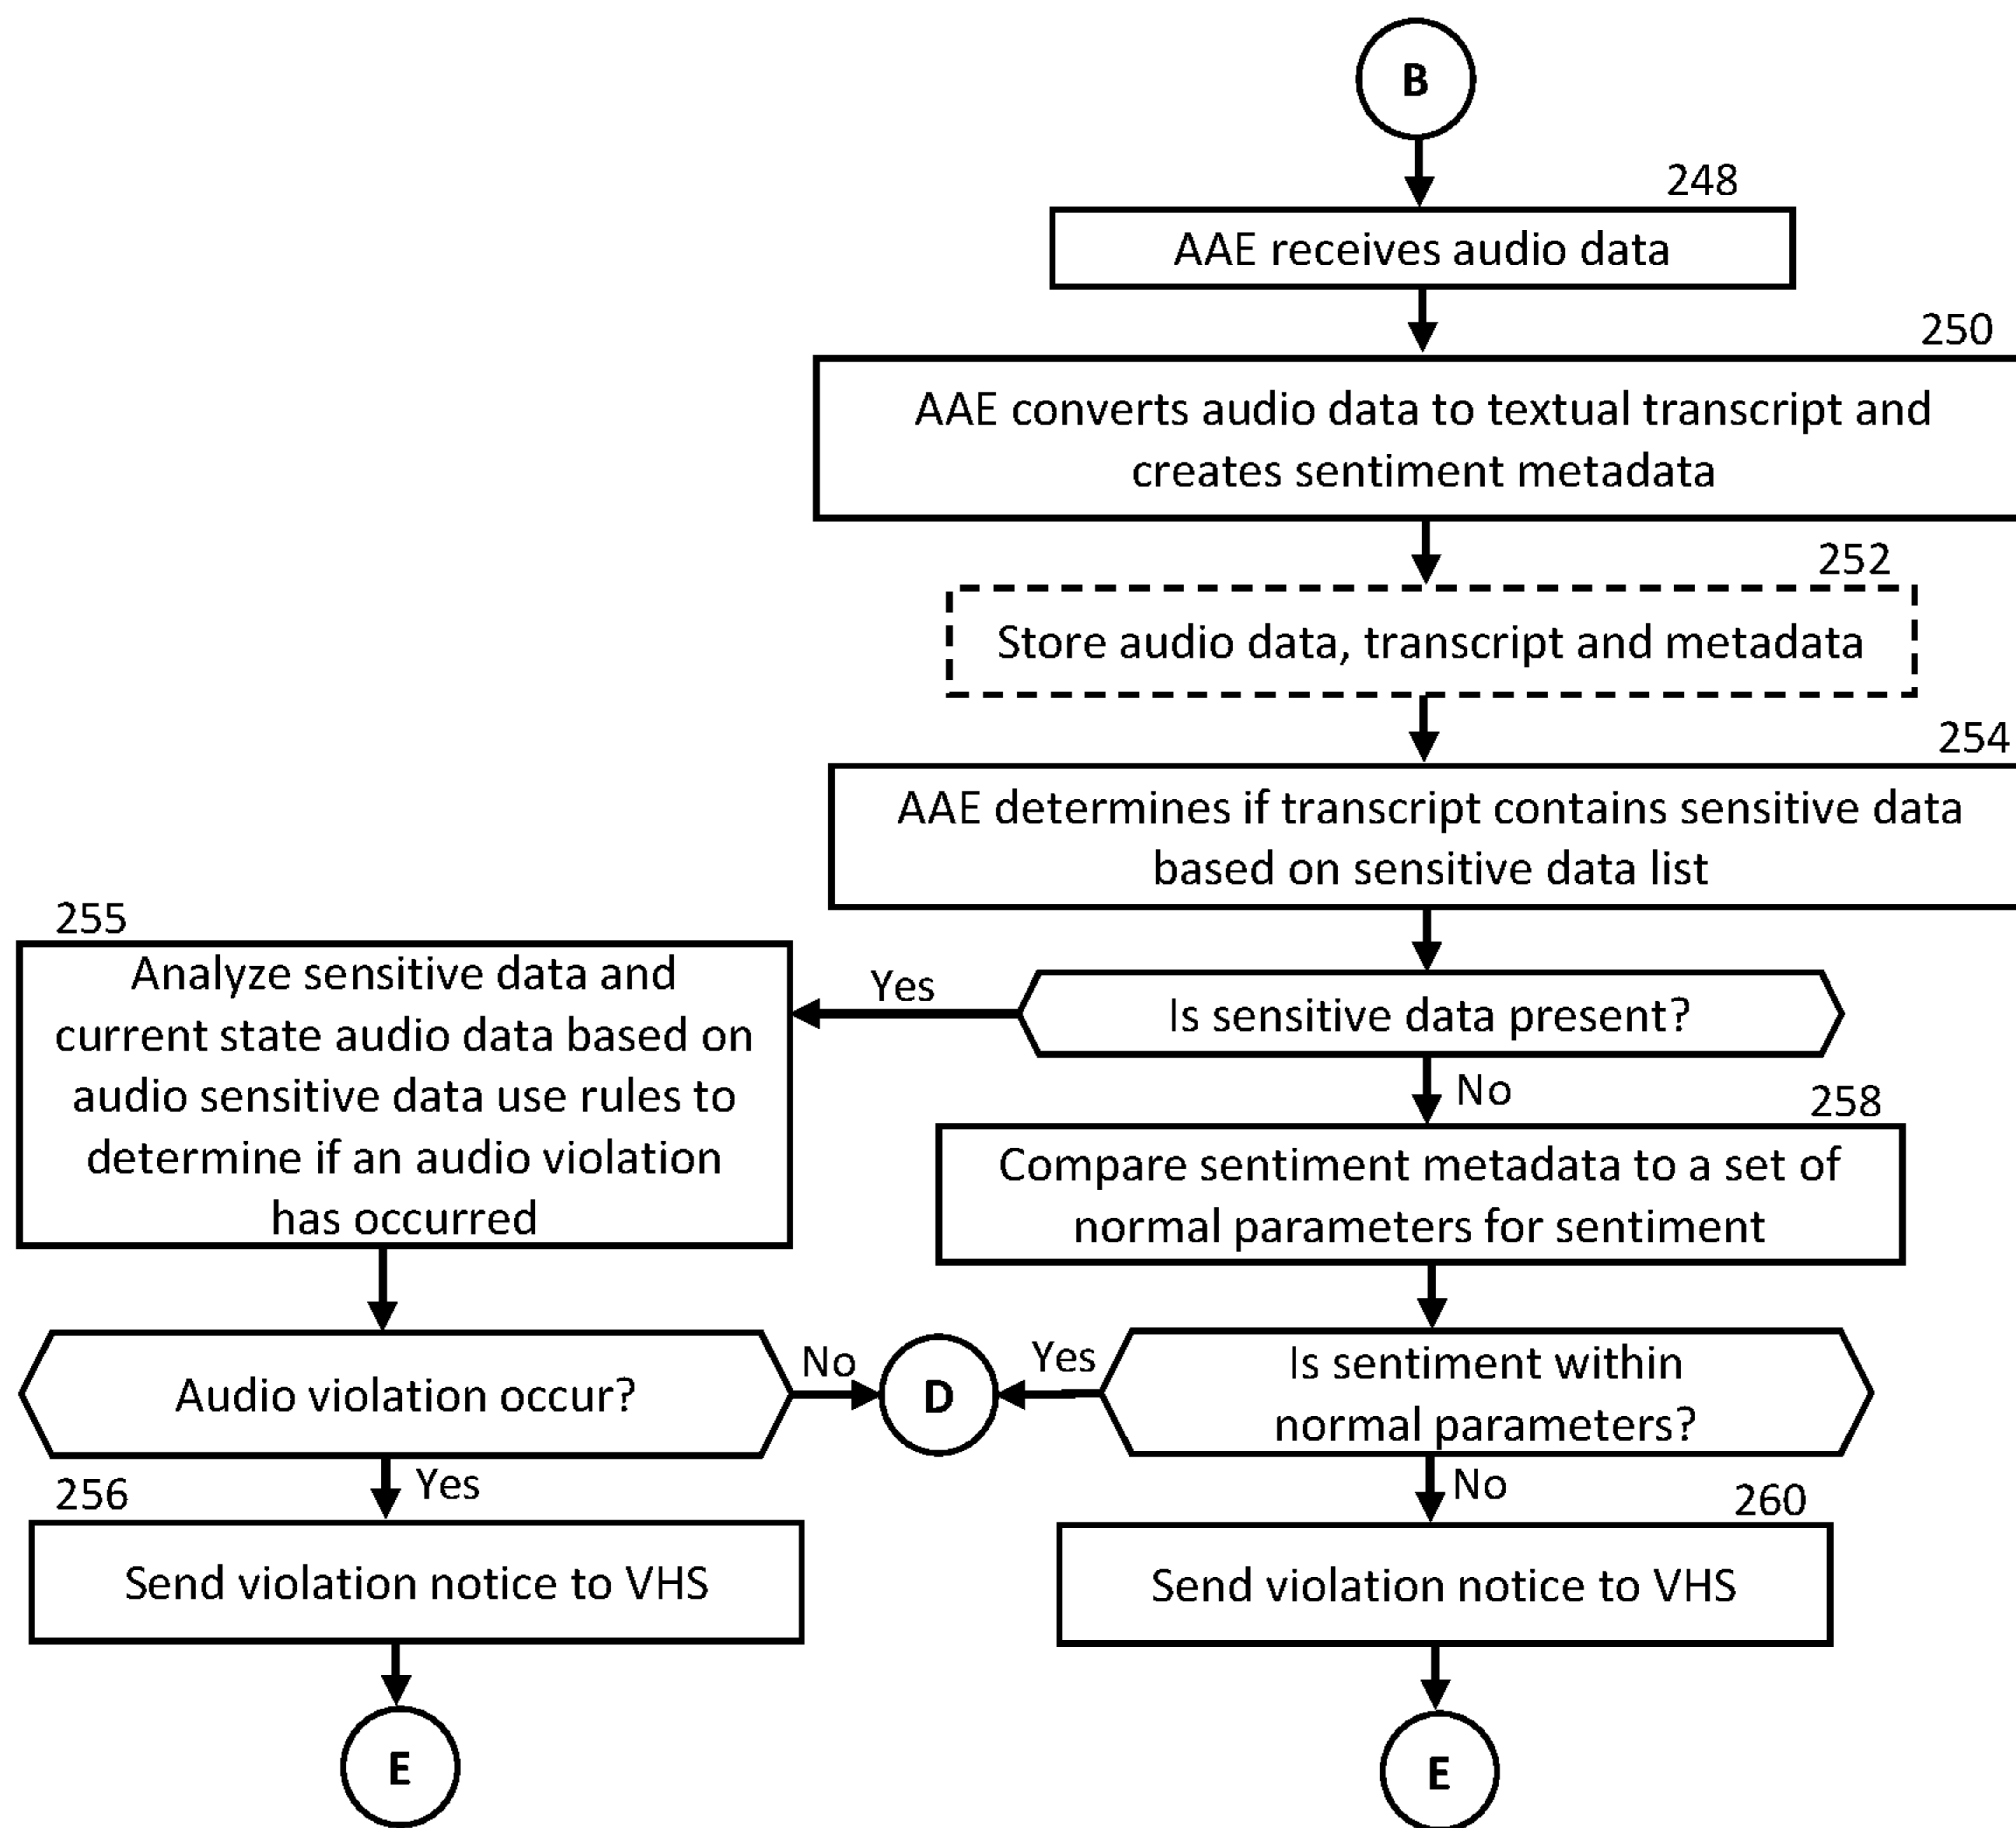 B
248
AAE receives audio data
250
AAE converts audio data to textual transcript and
creates sentiment metadata
252
Store audio data, transcript and metadata
254
AAE determines if transcript contains sensitive data
based on sensitive data list
255
Analyze sensitive data and
current state audio data based on
audio sensitive data use rules to
determine if an audio violation
has occurred
Yes
Is sensitive data present?
No
258
Compare sentiment metadata to a set of
normal parameters for sentiment
Audio violation occur?
No
D
Yes
Is sentiment within
normal parameters?
256
Yes
No
260
Send violation notice to VHS
Send violation notice to VHS
E
E